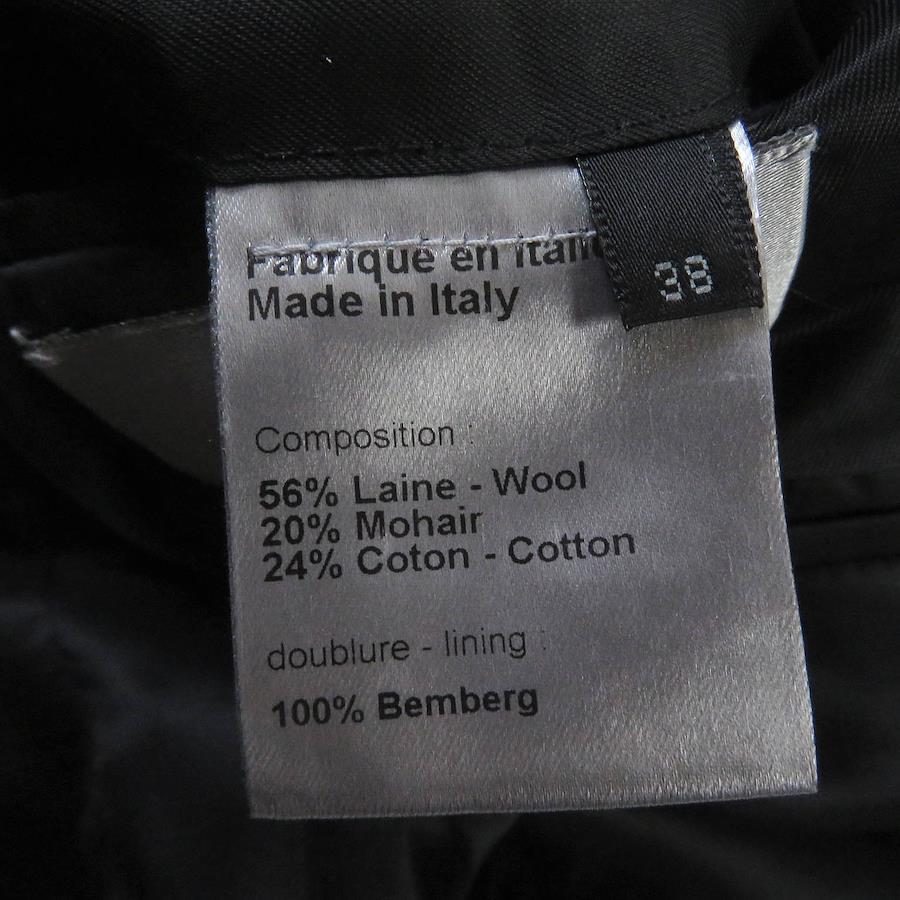 Fabriqué en Italie
Made in Italy
38
Composition :
56% Laine - Wool
20% Mohair
24% Coton - Cotton
doublure - lining :
100% Bemberg